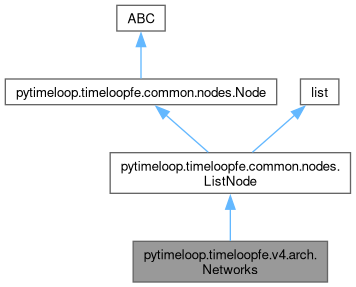 ABC
pytimeloop.timeloopfe.common.nodes.Node
list
pytimeloop.timeloopfe.common.nodes.
ListNode
pytimeloop.timeloopfe.v4.arch.
Networks